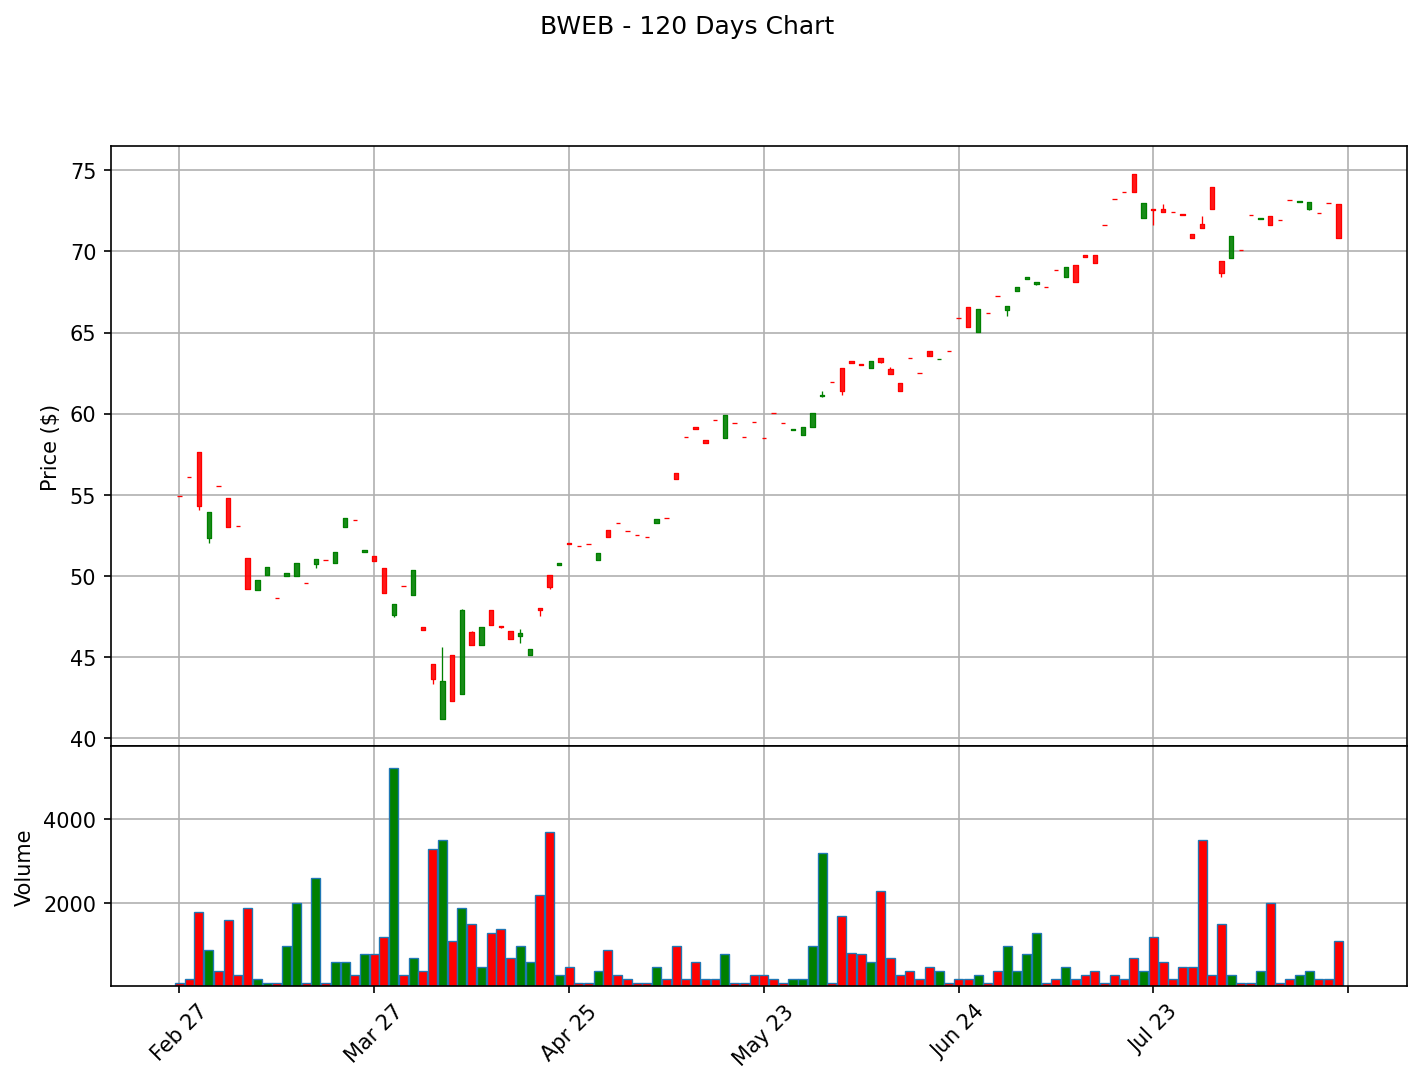 BWEB - 120 Days Chart
75
70
65
60
55
50
45
40
Price ($)
4000
2000
Volume
Feb 27
Mar 27
Apr 25
May 23
Jun 24
Jul 23